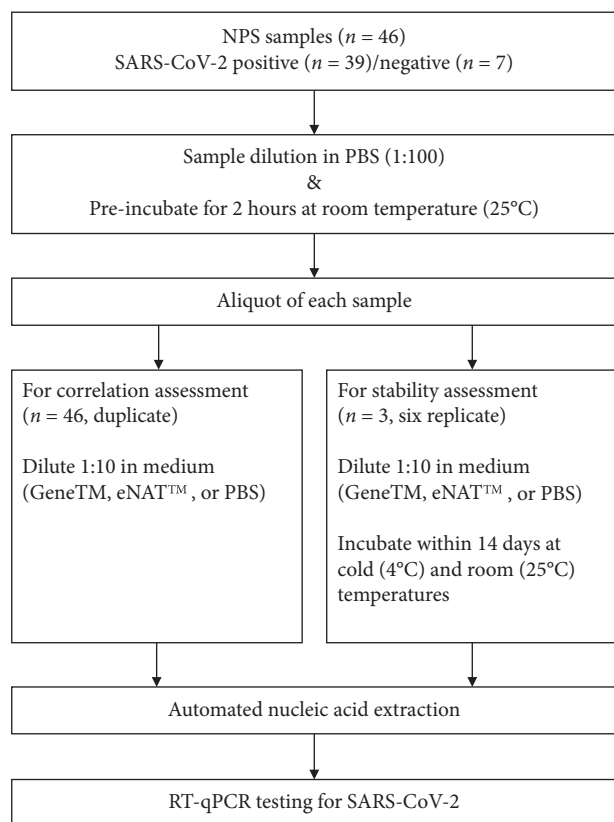 NPS samples (n = 46)
SARS-CoV-2 positive (n = 39)/negative (n = 7)
Sample dilution in PBS (1:100)
&
Pre-incubate for 2 hours at room temperature (25°C)
Aliquot of each sample
For correlation assessment
(n = 46, duplicate)
Dilute 1:10 in medium
(GeneTM, eNAT™, or PBS)
For stability assessment
(n = 3, six replicate)
Dilute 1:10 in medium
(GeneTM, eNAT™, or PBS)
Incubate within 14 days at
cold (4°C) and room (25°C)
temperatures
Automated nucleic acid extraction
RT-qPCR testing for SARS-CoV-2